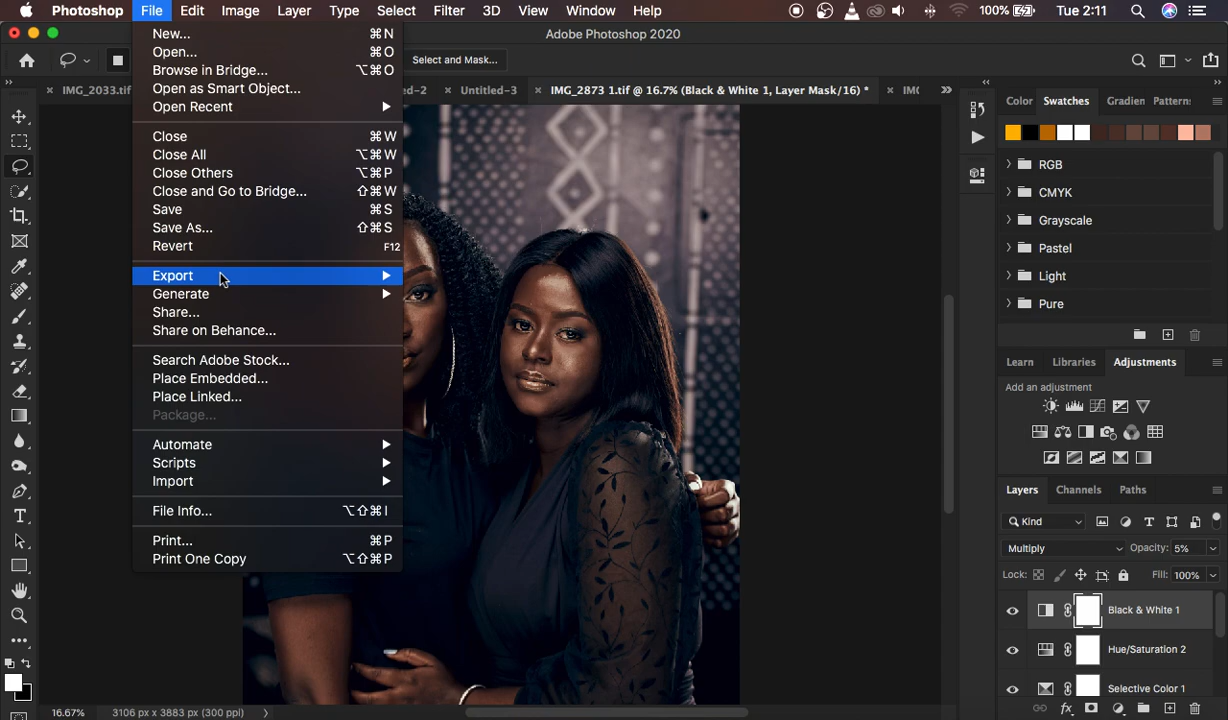 Photoshop File Edit Image Layer Type Select Filter 3D View Window Help 100% Tue 2:11
Adobe Photoshop 2020
Select and Mask...
IMG_2033.tif
ed-2
Untitled-3
IMG_2873 1.tif @ 16.7% (Black & White 1, Layer Mask/16) *
IM
New... ⌘N
Open... ⌘O
Browse in Bridge... ⌥⌘O
Open as Smart Object...
Open Recent
Close ⌘W
Close All ⌥⌘W
Close Others ⌥⌘P
Close and Go to Bridge... ⇧⌘W
Save ⌘S
Save As... ⇧⌘S
Revert F12
Export
Generate
Share...
Share on Behance...
Search Adobe Stock...
Place Embedded...
Place Linked...
Package...
Automate
Scripts
Import
File Info... ⌥⇧⌘I
Print... ⌘P
Print One Copy ⌥⇧⌘P
Color Swatches Gradien Pattern:
RGB
CMYK
Grayscale
Pastel
Light
Pure
Learn Libraries Adjustments
Add an adjustment
Layers Channels Paths
Kind
Multiply Opacity: 5%
Lock: Fill: 100%
Black & White 1
Hue/Saturation 2
Selective Color 1
16.67% 3106 px x 3883 px (300 ppi)